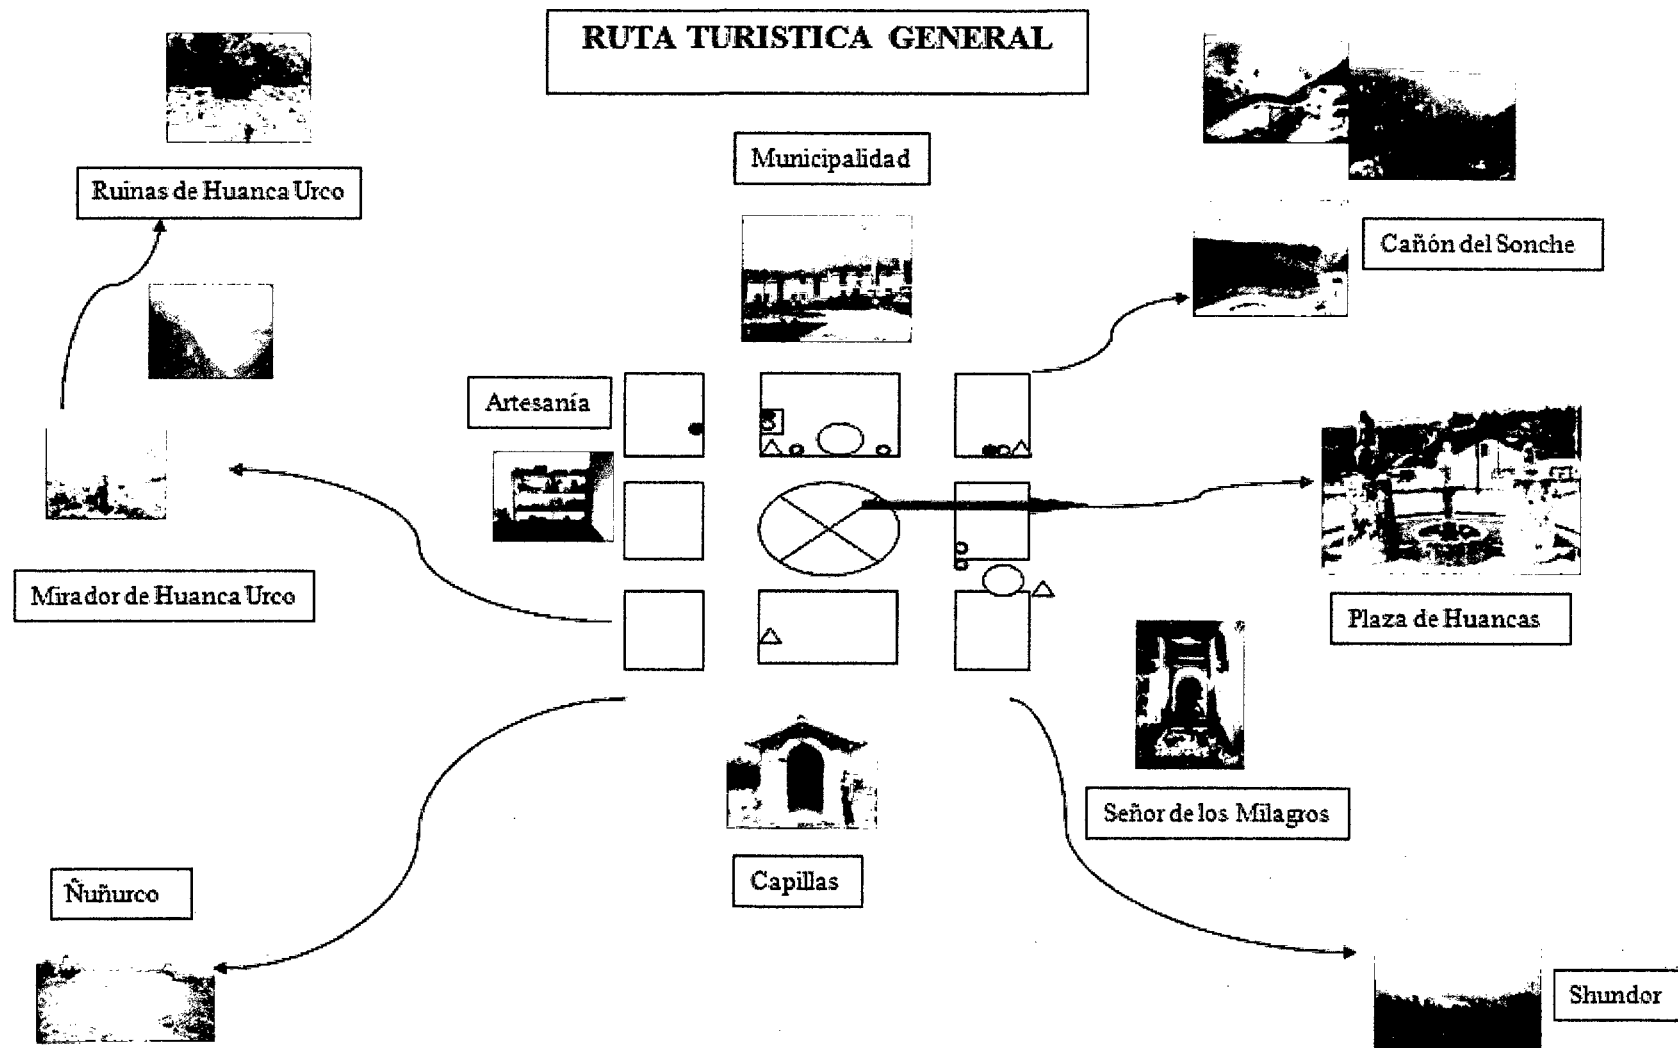 RUTA TURISTICA GENERAL
Municipalidad
Ruinas de Huanca Urco
Cañón del Sonche
Artesanía
Mirador de Huanca Urco
Plaza de Huancas
Señor de los Milagros
Capillas
Ñuñurco
Shundor